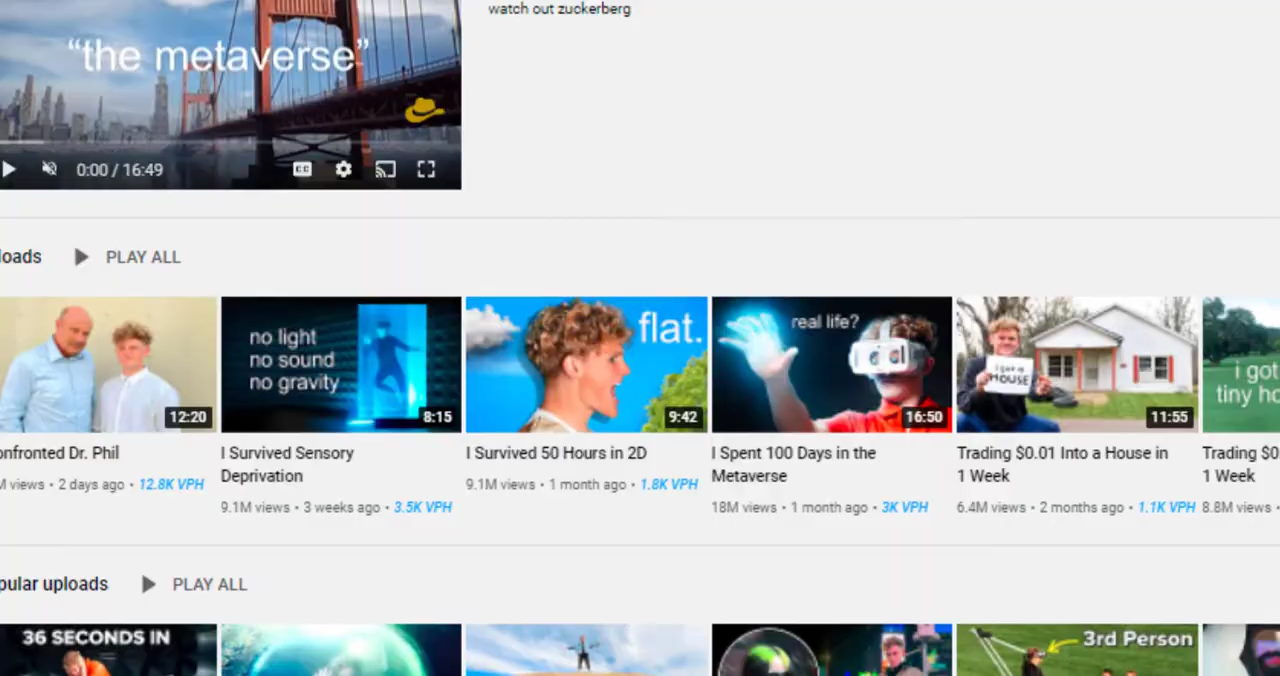 watch out zuckerberg
“the metaverse”
0:00 / 16:49
loads PLAY ALL
12:20
no light
no sound
no gravity
8:15
flat.
9:42
real life?
16:50
I got a
HOUSE
11:55
i got
tiny ho
onfronted Dr. Phil
M views • 2 days ago • 12.8K VPH
I Survived Sensory
Deprivation
9.1M views • 3 weeks ago • 3.5K VPH
I Survived 50 Hours in 2D
9.1M views • 1 month ago • 1.8K VPH
I Spent 100 Days in the
Metaverse
18M views • 1 month ago • 3K VPH
Trading $0.01 Into a House in
1 Week
6.4M views • 2 months ago • 1.1K VPH
Trading $0
1 Week
8.8M views •
pular uploads PLAY ALL
36 SECONDS IN
3rd Person